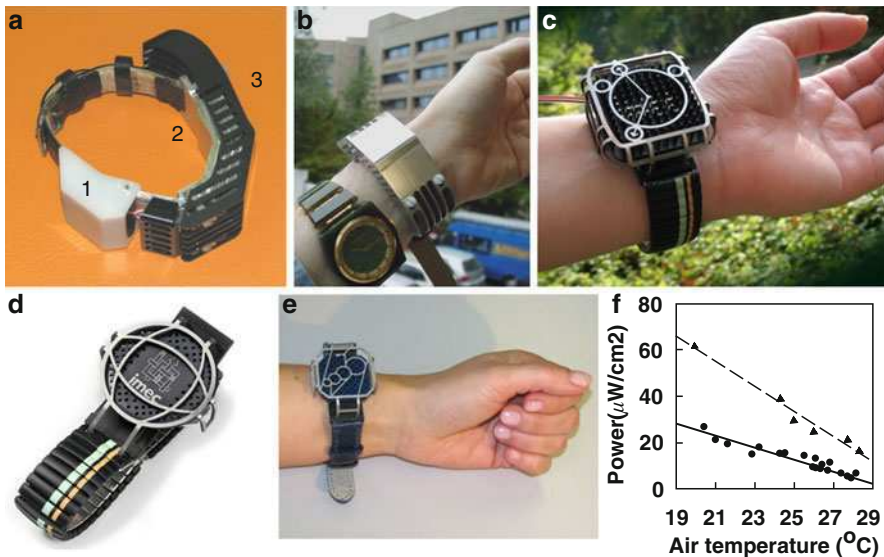 a
1
2
3
b
c
d
imec
e
f
Power(µW/cm2)
80
60
40
20
0
19 21 23 25 27 29
Air temperature (⁰C)